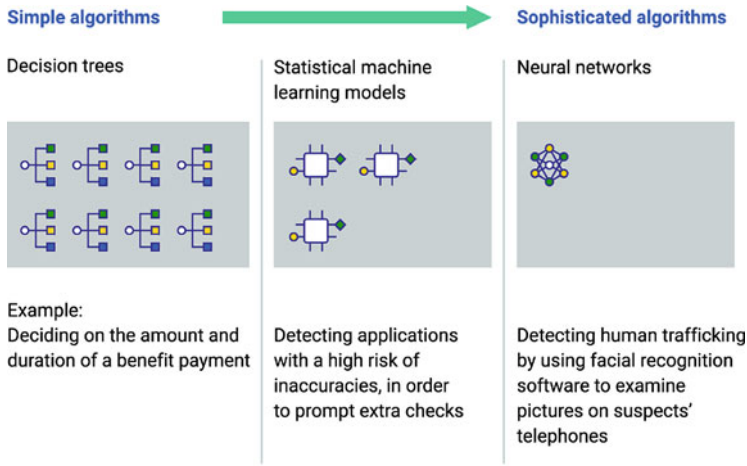 Simple algorithms
Sophisticated algorithms
Decision trees
Statistical machine
learning models
Neural networks
Example:
Deciding on the amount and
duration of a benefit payment
Detecting applications
with a high risk of
inaccuracies, in order
to prompt extra checks
Detecting human trafficking
by using facial recognition
software to examine
pictures on suspects’
telephones